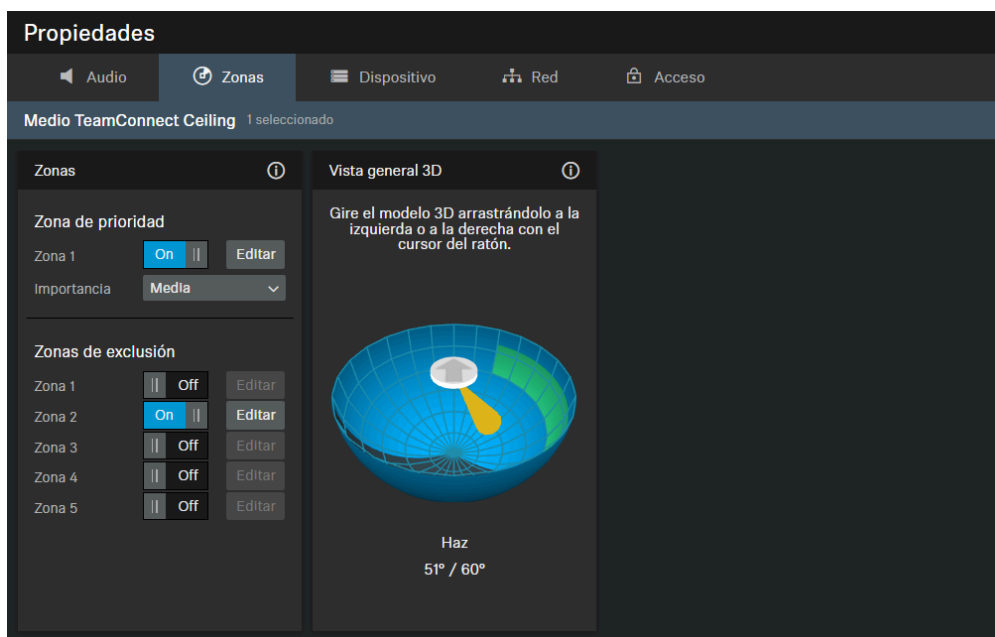 Propiedades
Audio Zonas Dispositivo Red Acceso
Medio TeamConnect Ceiling 1 seleccionado
Zonas
Zona de prioridad
Zona 1 On Editar
Importancia Media
Zonas de exclusión
Zona 1 Off Editar
Zona 2 On Editar
Zona 3 Off Editar
Zona 4 Off Editar
Zona 5 Off Editar
Vista general 3D
Gire el modelo 3D arrastrándolo a la
izquierda o a la derecha con el
cursor del ratón.
Haz
51° / 60°